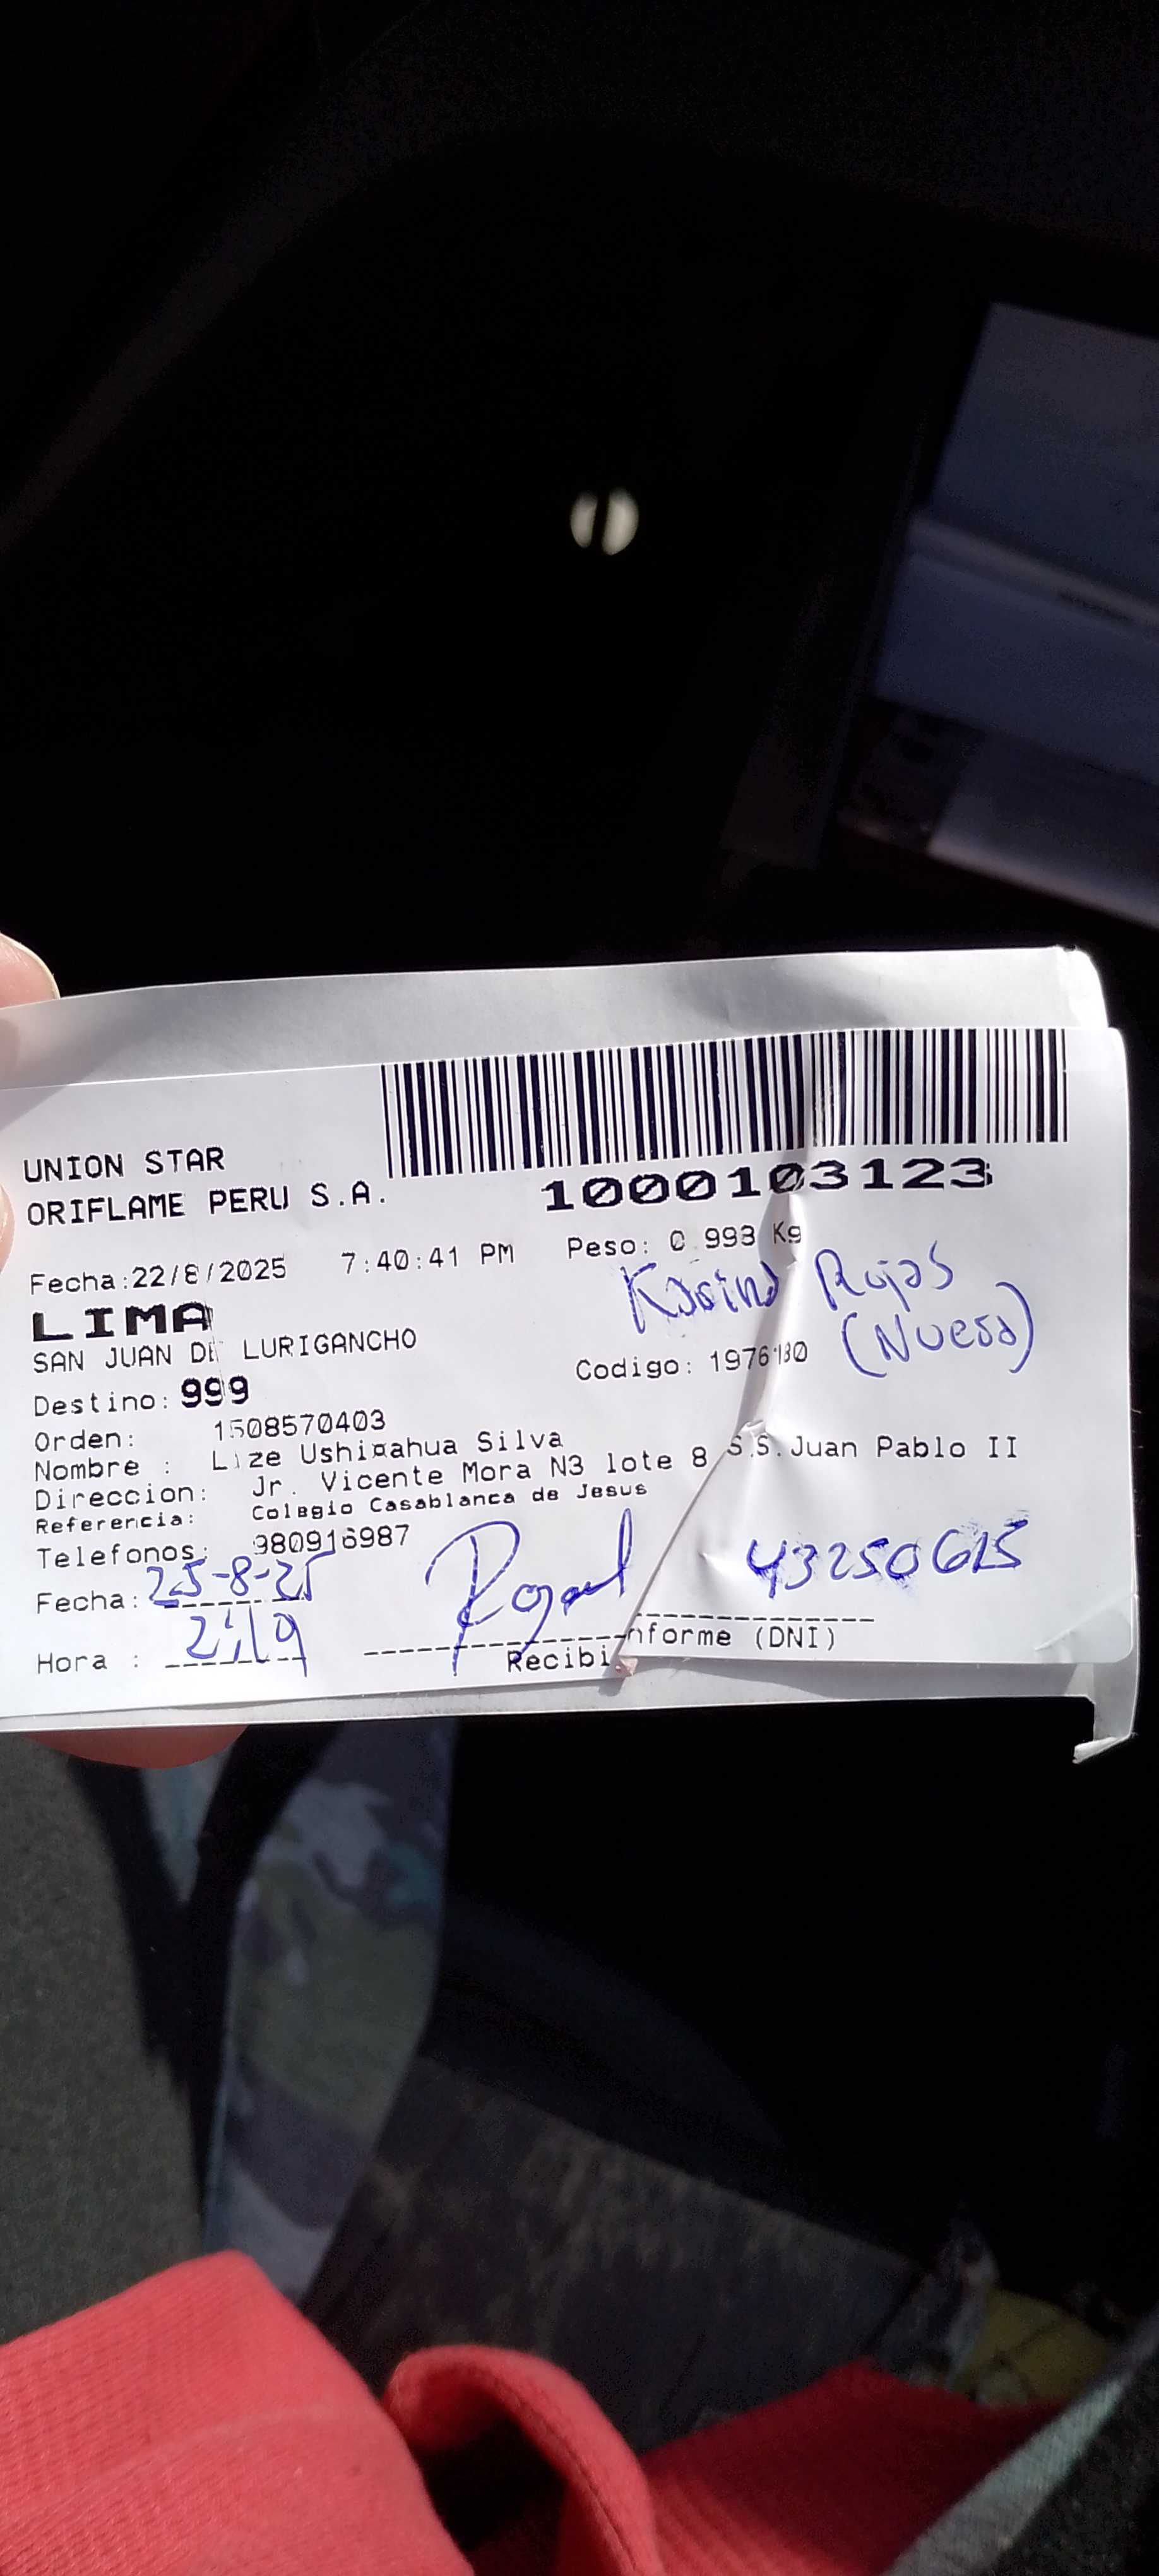 UNION STAR
ORIFLAME PERU S.A.
1000103123
Fecha:22/8/2025 7:40:41 PM Peso: 0.993 Kg
LIMA
Rojas
SAN JUAN DE LURIGANCHO
(Nuera)
Destino: 999 Codigo: 1976180
Orden: 1508570403
Nombre : Lize Ushiñahua Silva
Direccion: Jr. Vicente Mora N3 lote 8 S.S.Juan Pablo II
Referencia: Colegio Casablanca de Jesus
Telefonos: 980916987
Fecha: 25-8-25 43250615
Hora : 2:19
Recibi nforme (DNI)